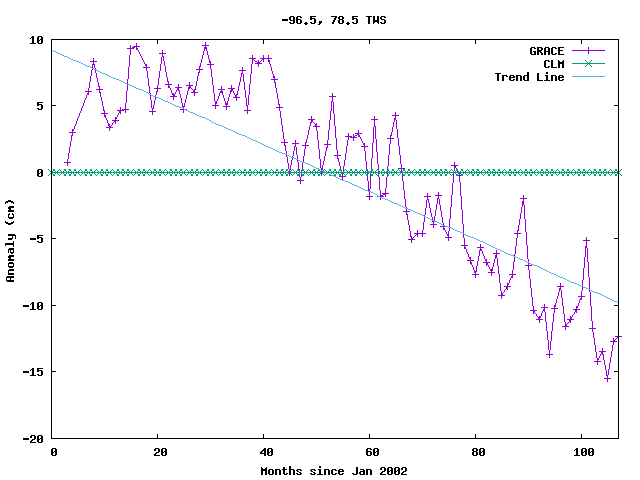 -96.5, 78.5 TWS
GRACE
CLM
Trend Line
10
5
0
-5
-10
-15
-20
Anomaly (cm)
0 20 40 60 80 100
Months since Jan 2002